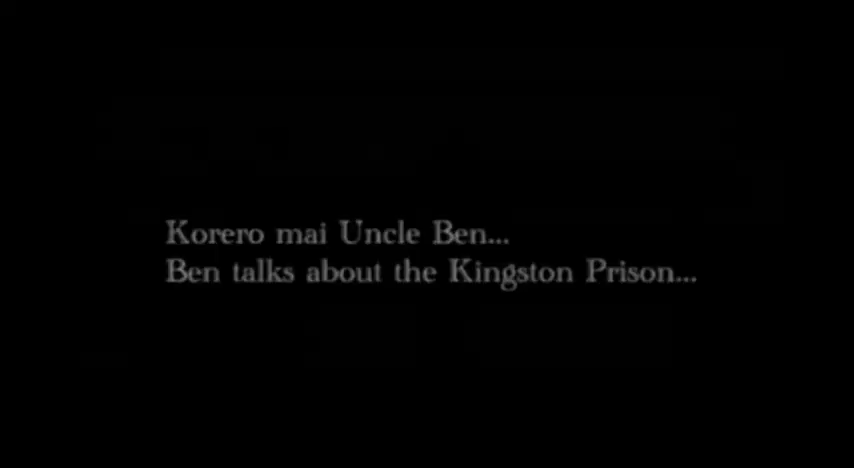 Korero mai Uncle Ben...
Ben talks about the Kingston Prison...